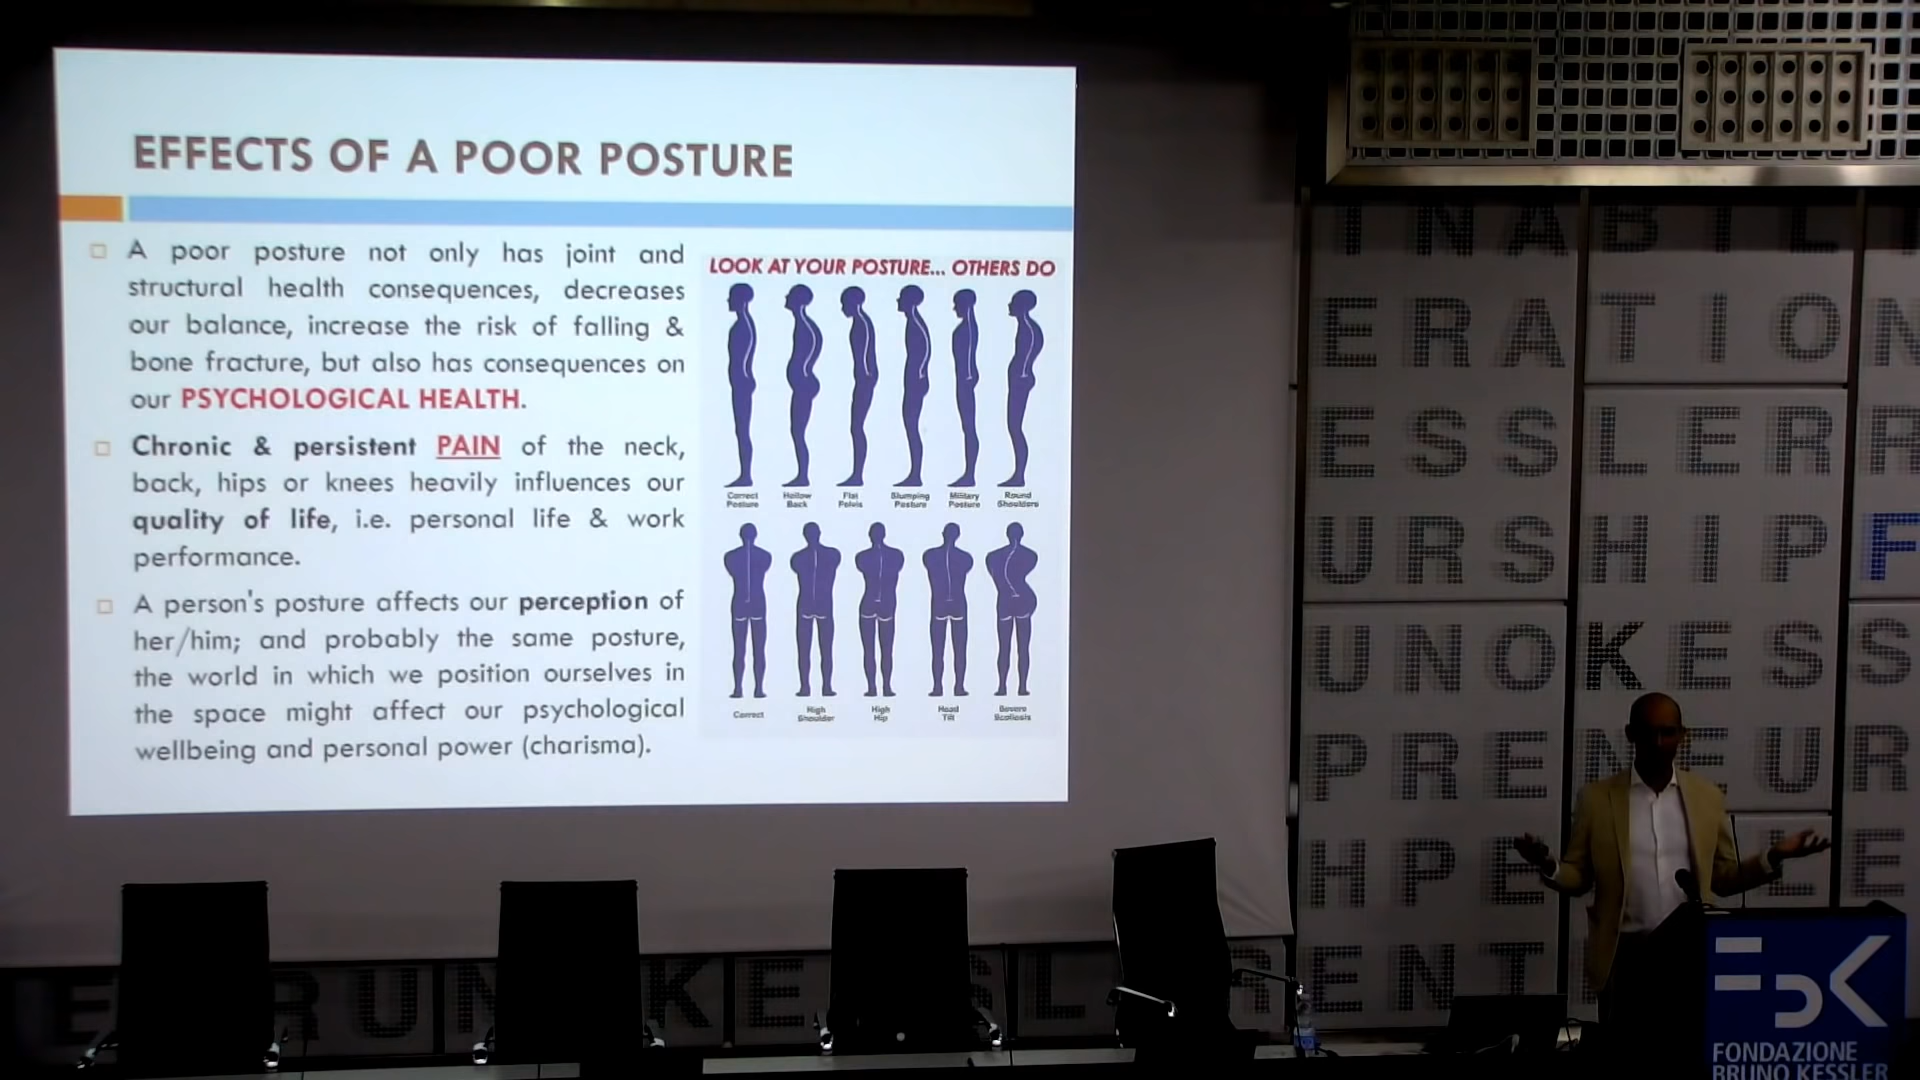 EFFECTS OF A POOR POSTURE
A poor posture not only has joint and
structural health consequences, decreases
our balance, increase the risk of falling &
bone fracture, but also has consequences on
our PSYCHOLOGICAL HEALTH.
Chronic & persistent PAIN of the neck,
back, hips or knees heavily influences our
quality of life, i.e. personal life & work
performance.
A person's posture affects our perception of
her/him; and probably the same posture,
the world in which we position ourselves in
the space might affect our psychological
wellbeing and personal power (charisma).
LOOK AT YOUR POSTURE... OTHERS DO
Correct Posture
Hollow Back
Flat Pelvis
Slumping Posture
Military Posture
Round Shoulders
Correct
High Shoulder
High Hip
Head Tilt
Severe Scoliosis
INABILI
ERATION
ESSLER
URSHIP F
UNOKESS
PRENEUR
HPE
LE
RENT
E RUNOKE SL
FBK
FONDAZIONE
BRUNO KESSLER